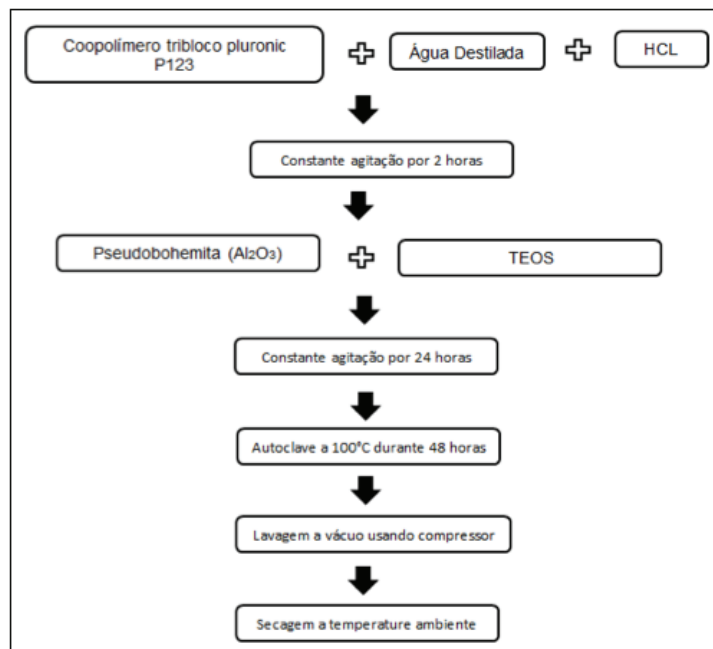 Coopolímero tribloco pluronic
P123
Água Destilada
HCL
Constante agitação por 2 horas
Pseudobohemita (Al₂O₃)
TEOS
Constante agitação por 24 horas
Autoclave a 100°C durante 48 horas
Lavagem a vácuo usando compressor
Secagem a temperature ambiente